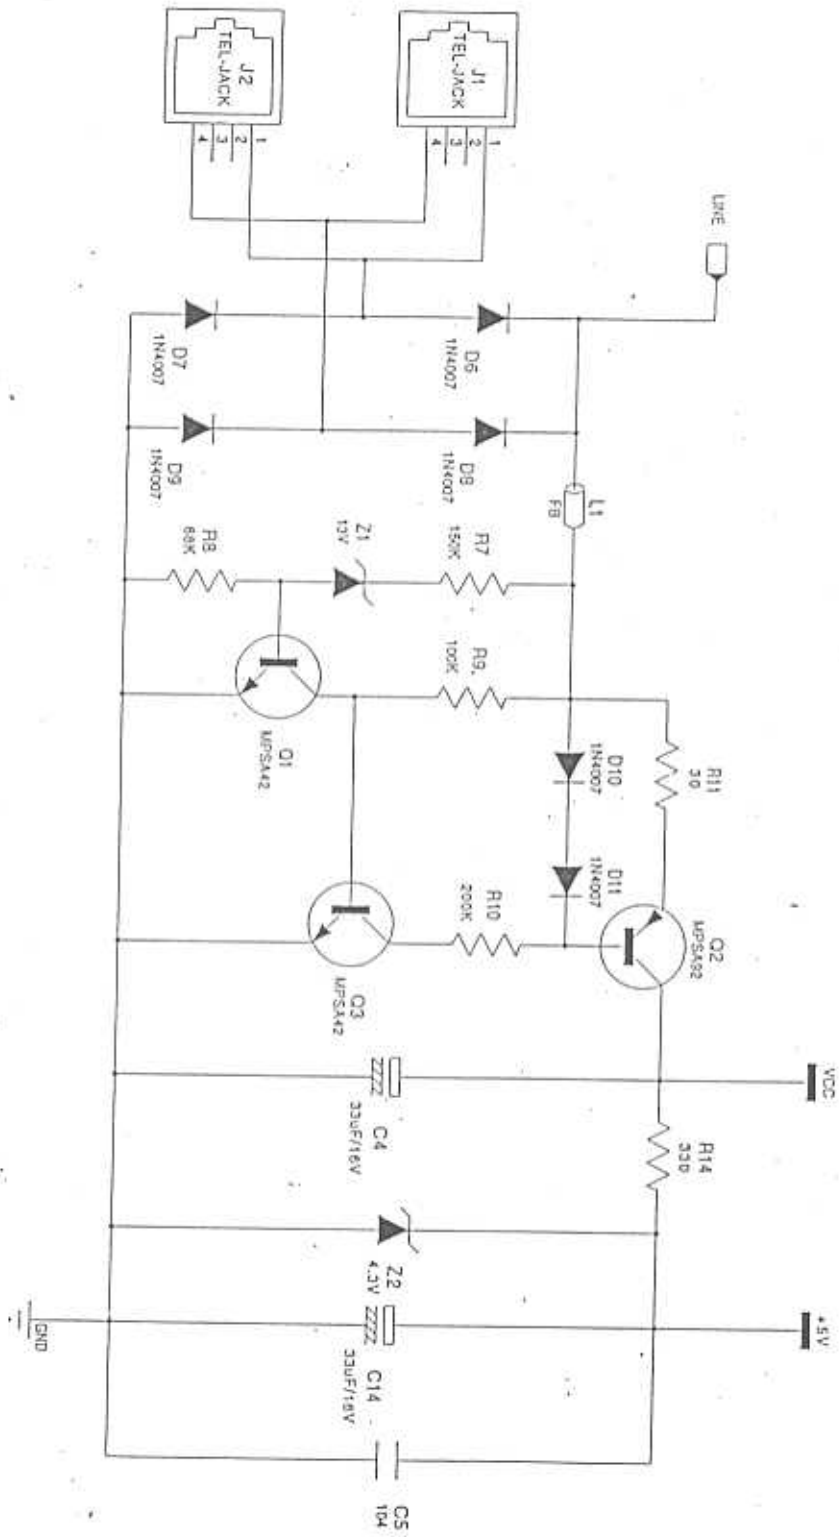 J2
TEL-JACK
1
2
3
4
J1
TEL-JACK
1
2
3
4
LINE
D7
1N4007
D6
1N4007
D9
1N4007
D8
1N4007
L1
FB
R8
68K
Z1
13V
R7
150K
Q1
MPSA42
R9
100K
D10
1N4007
R11
30
D11
1N4007
Q2
MPSA92
R10
200K
Q3
MPSA42
C4
33uF/16V
VCC
R14
330
Z2
4.3V
C14
33uF/16V
+5V
GND
C5
104